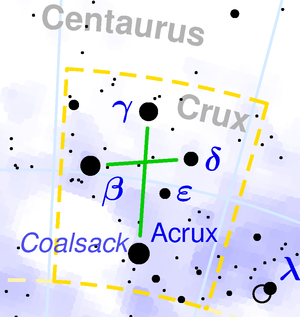 Centaurus
γ
Crux
δ
β
ε
Coalsack
Acrux
λ